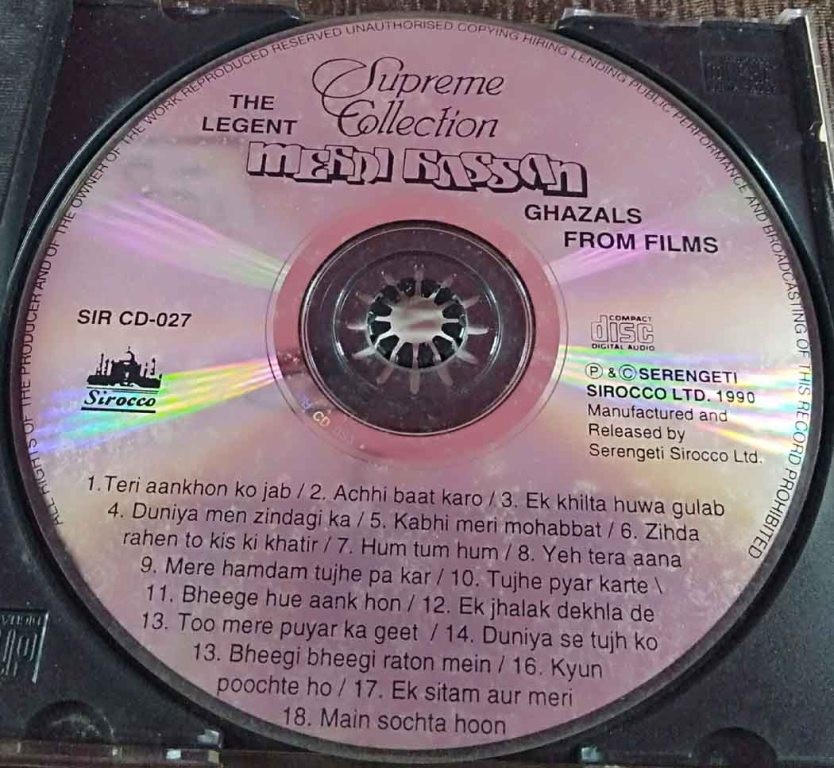 ALL RIGHTS OF THE PRODUCER AND OF THE OWNER OF THE WORK REPRODUCED RESERVED UNAUTHORISED COPYING HIRING LENDING PUBLIC PERFORMANCE AND BROADCASTING OF THIS RECORD PROHIBITED
Supreme
Collection
THE
LEGENT
MEHDI HASSAN
GHAZALS
FROM FILMS
SIR CD-027
Sirocco
COMPACT
disc
DIGITAL AUDIO
Ⓟ & Ⓒ SERENGETI
SIROCCO LTD. 1990
Manufactured and
Released by
Serengeti Sirocco Ltd.
1. Teri aankhon ko jab / 2. Achhi baat karo / 3. Ek khilta huwa gulab
4. Duniya men zindagi ka / 5. Kabhi meri mohabbat / 6. Zihda
rahen to kis ki khatir / 7. Hum tum hum / 8. Yeh tera aana
9. Mere hamdam tujhe pa kar / 10. Tujhe pyar karte \
11. Bheege hue aank hon / 12. Ek jhalak dekhla de
13. Too mere puyar ka geet / 14. Duniya se tujh ko
13. Bheegi bheegi raton mein / 16. Kyun
poochte ho / 17. Ek sitam aur meri
18. Main sochta hoon